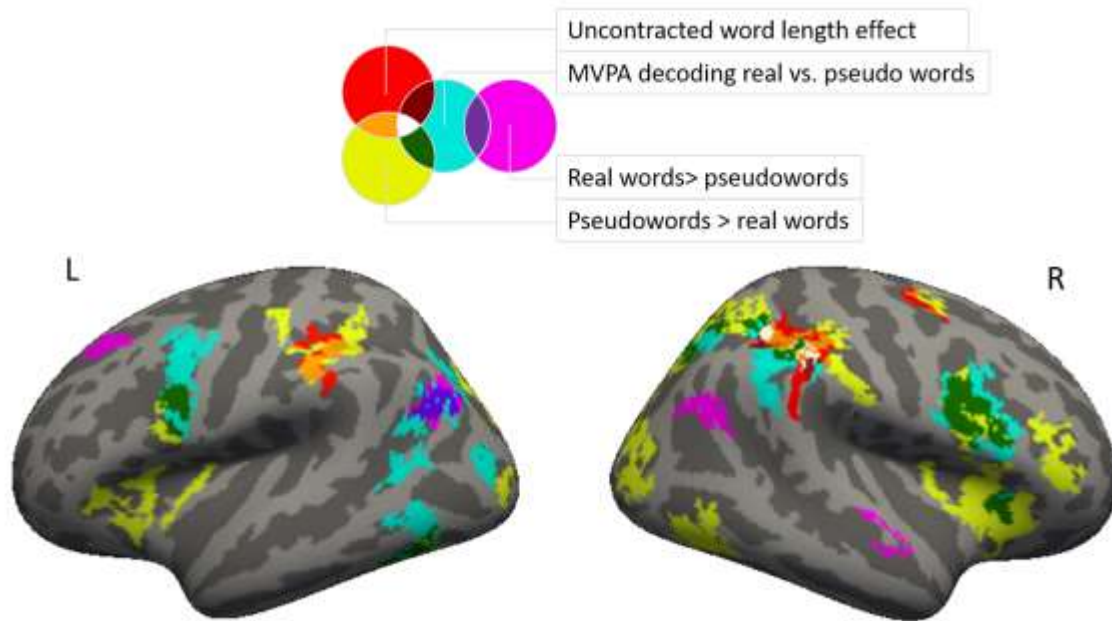 Uncontracted word length effect
MVPA decoding real vs. pseudo words
Real words> pseudowords
Pseudowords > real words
L
R